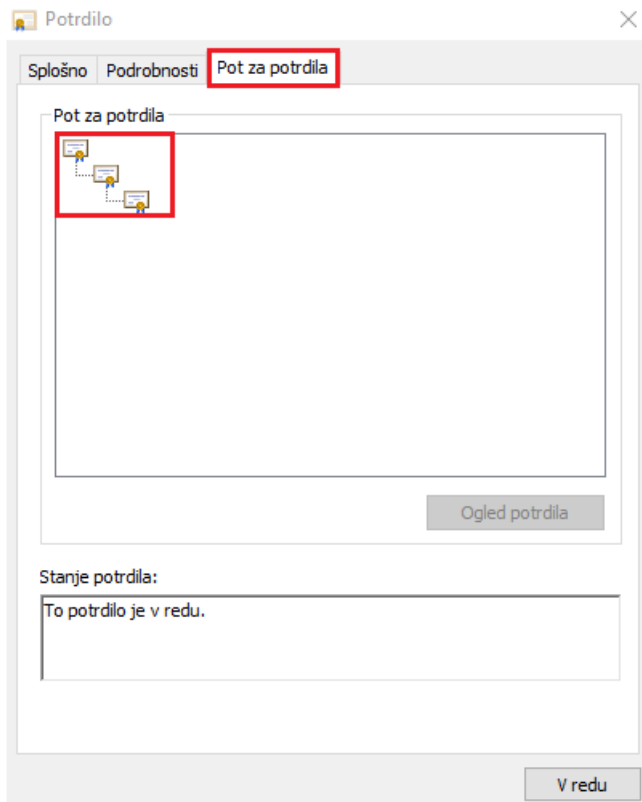 Potrdilo
Splošno Podrobnosti Pot za potrdila
Pot za potrdila
Ogled potrdila
Stanje potrdila:
To potrdilo je v redu.
V redu